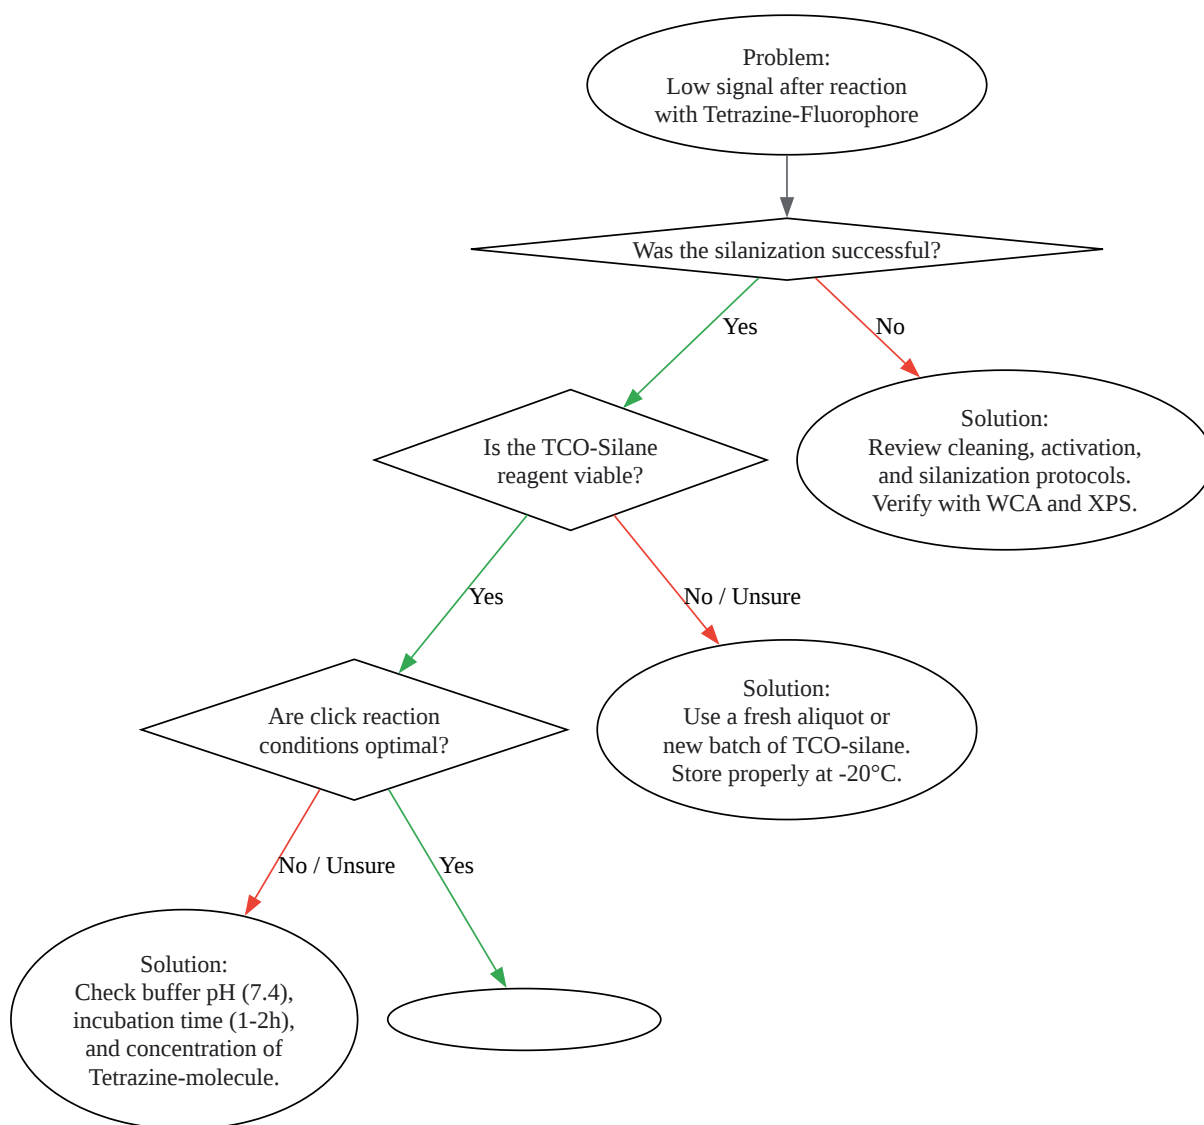 Problem:
Low signal after reaction
with Tetrazine-Fluorophore
Was the silanization successful?
Yes
No
Solution:
Review cleaning, activation,
and silanization protocols.
Verify with WCA and XPS.
Is the TCO-Silane
reagent viable?
Yes
No / Unsure
Solution:
Use a fresh aliquot or
new batch of TCO-silane.
Store properly at -20°C.
Are click reaction
conditions optimal?
No / Unsure
Yes
Solution:
Check buffer pH (7.4),
incubation time (1-2h),
and concentration of
Tetrazine-molecule.